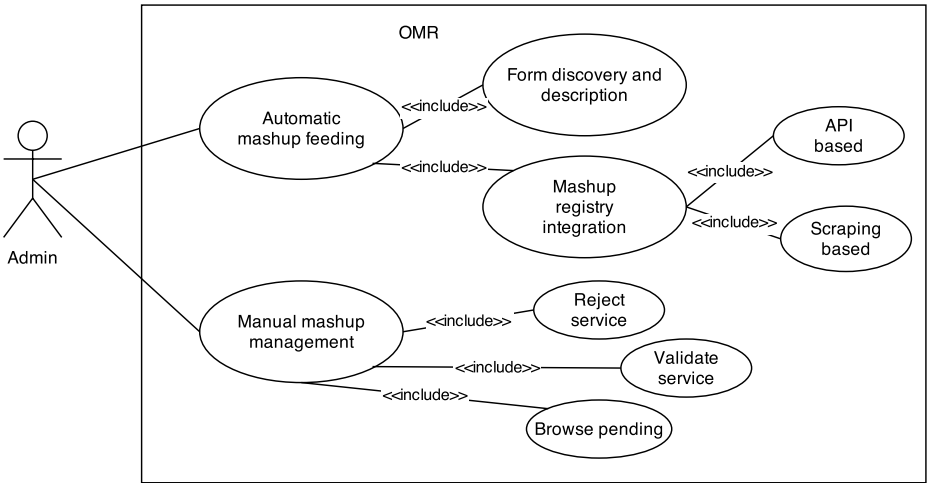 OMR
Form discovery and
description
<<include>>
Automatic
mashup feeding
API
based
<<include>>
<<include>>
Mashup
registry
integration
<<include>>
Scraping
based
Admin
Reject
service
<<include>>
Manual mashup
management
Validate
service
<<include>>
<<include>>
Browse pending